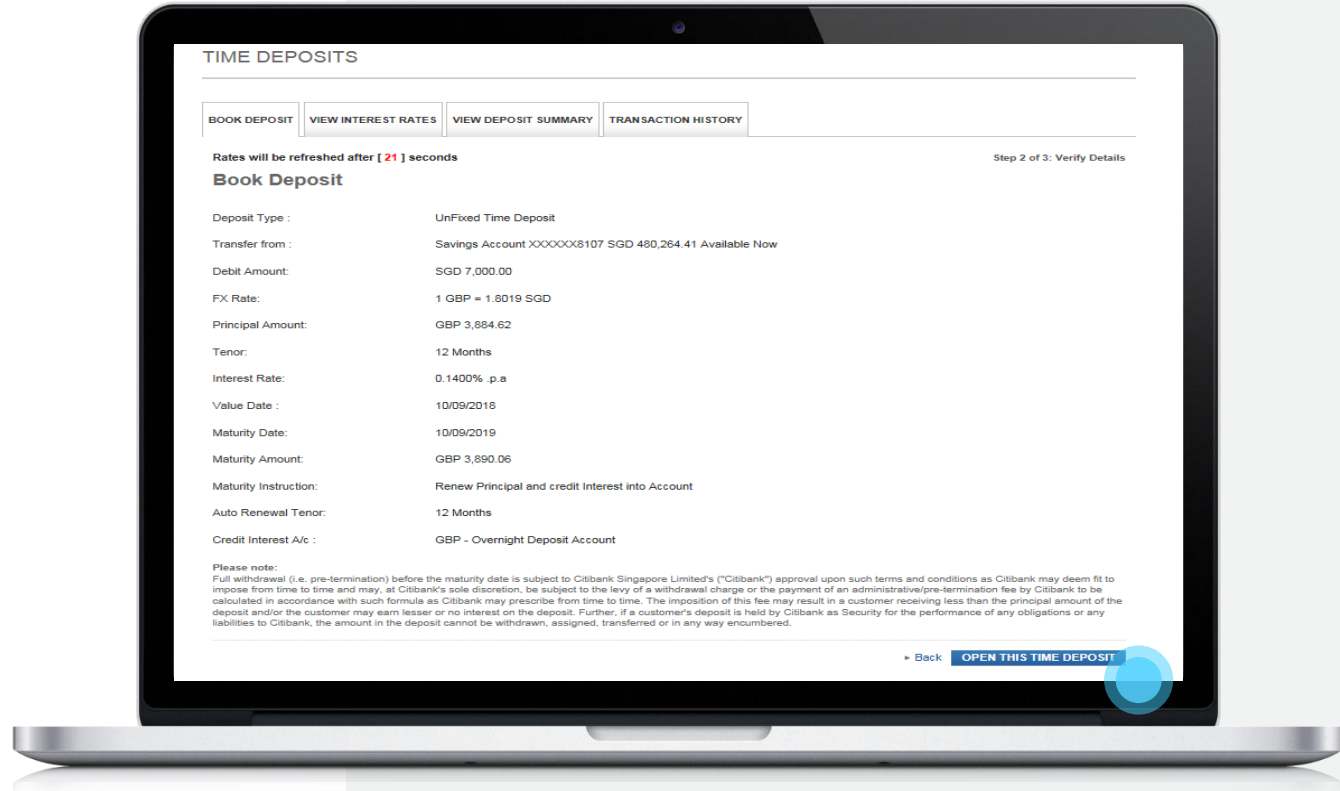 TIME DEPOSITS
BOOK DEPOSIT VIEW INTEREST RATES VIEW DEPOSIT SUMMARY TRANSACTION HISTORY
Rates will be refreshed after [ 21 ] seconds Step 2 of 3: Verify Details
Book Deposit
Deposit Type : UnFixed Time Deposit
Transfer from : Savings Account XXXXXX8107 SGD 480,264.41 Available Now
Debit Amount: SGD 7,000.00
FX Rate: 1 GBP = 1.8019 SGD
Principal Amount: GBP 3,884.62
Tenor: 12 Months
Interest Rate: 0.1400% .p.a
Value Date : 10/09/2018
Maturity Date: 10/09/2019
Maturity Amount: GBP 3,890.06
Maturity Instruction: Renew Principal and credit Interest into Account
Auto Renewal Tenor: 12 Months
Credit Interest A/c : GBP - Overnight Deposit Account
Please note:
Full withdrawal (i.e. pre-termination) before the maturity date is subject to Citibank Singapore Limited's ("Citibank") approval upon such terms and conditions as Citibank may deem fit to
impose from time to time and may, at Citibank's sole discretion, be subject to the levy of a withdrawal charge or the payment of an administrative/pre-termination fee by Citibank to be
calculated in accordance with such formula as Citibank may prescribe from time to time. The imposition of this fee may result in a customer receiving less than the principal amount of the
deposit and/or the customer may earn lesser or no interest on the deposit. Further, if a customer's deposit is held by Citibank as Security for the performance of any obligations or any
liabilities to Citibank, the amount in the deposit cannot be withdrawn, assigned, transferred or in any way encumbered.
Back OPEN THIS TIME DEPOSIT